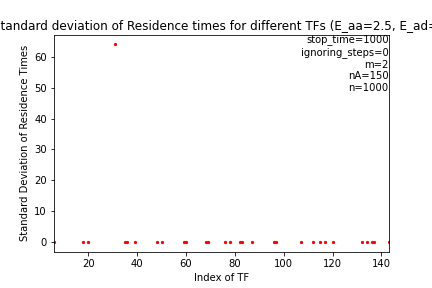 tandard deviation of Residence times for different TFs (E_aa=2.5, E_ad=
stop_time=1000
ignoring_steps=0
m=2
nA=150
n=1000
Standard Deviation of Residence Times
60
50
40
30
20
10
0
20 40 60 80 100 120 140
Index of TF